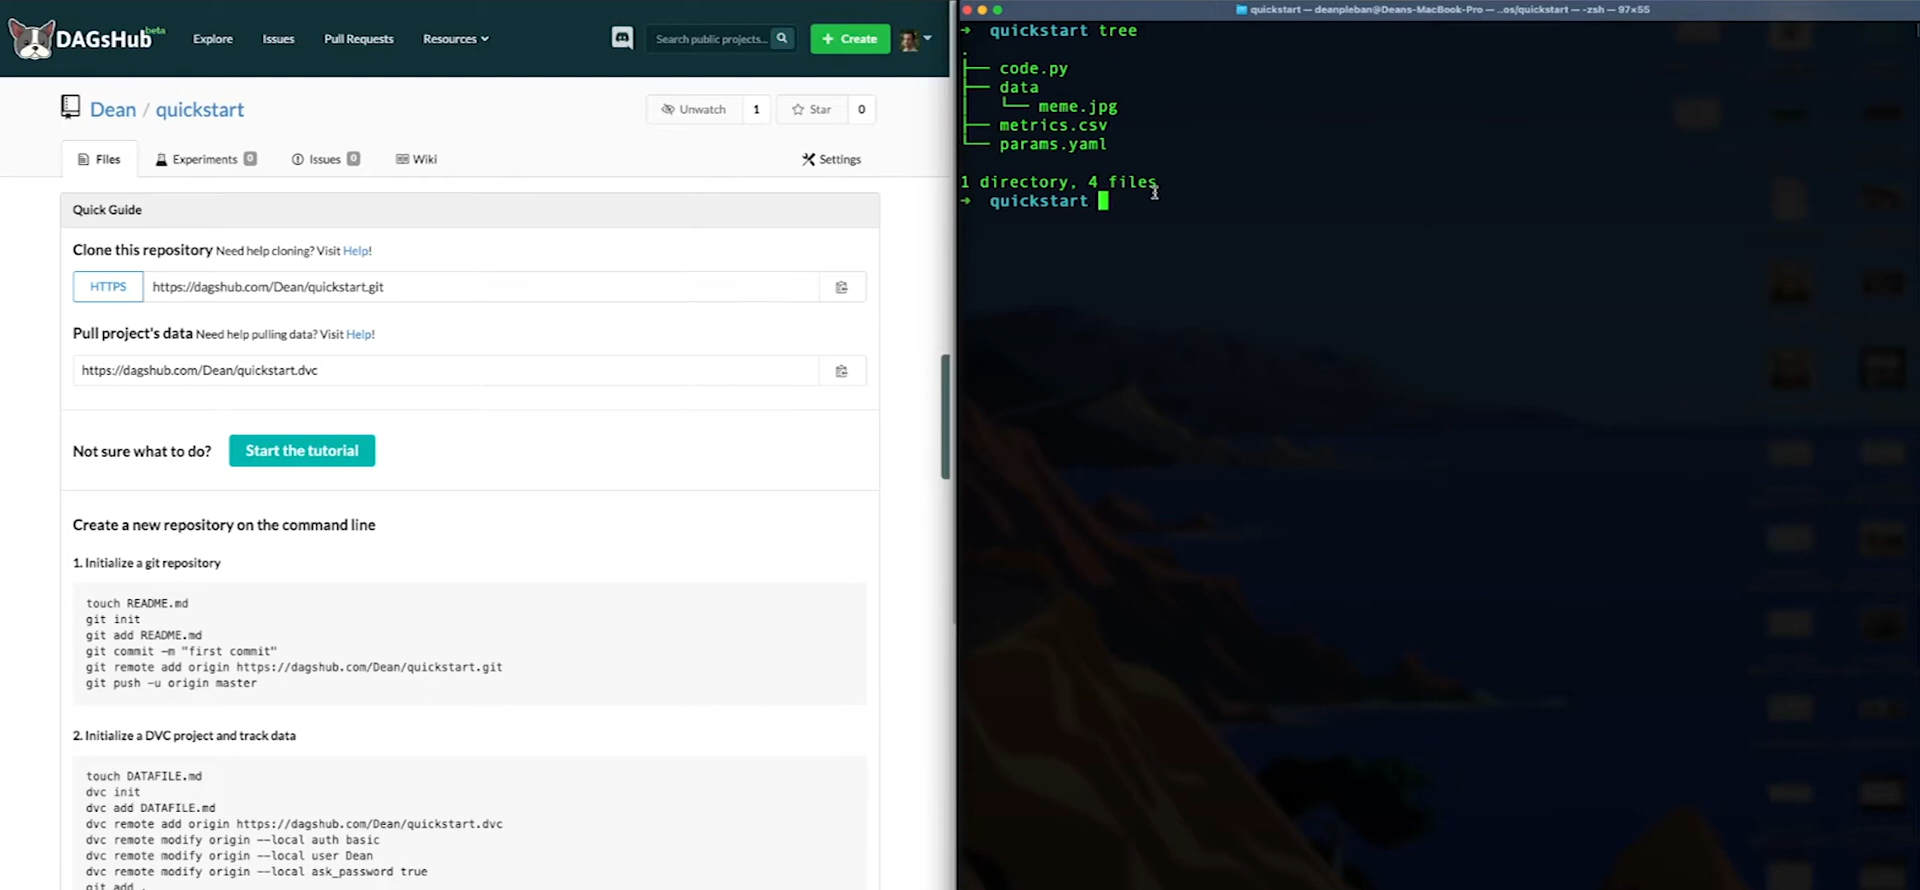 DAGsHub beta
Explore
Issues
Pull Requests
Resources
Search public projects...
+ Create
Dean / quickstart
Unwatch 1
Star 0
Files
Experiments 0
Issues 0
Wiki
Settings
Quick Guide
Clone this repository Need help cloning? Visit Help!
HTTPS https://dagshub.com/Dean/quickstart.git
Pull project's data Need help pulling data? Visit Help!
https://dagshub.com/Dean/quickstart.dvc
Not sure what to do? Start the tutorial
Create a new repository on the command line
1. Initialize a git repository
touch README.md
git init
git add README.md
git commit -m "first commit"
git remote add origin https://dagshub.com/Dean/quickstart.git
git push -u origin master
2. Initialize a DVC project and track data
touch DATAFILE.md
dvc init
dvc add DATAFILE.md
dvc remote add origin https://dagshub.com/Dean/quickstart.dvc
dvc remote modify origin --local auth basic
dvc remote modify origin --local user Dean
dvc remote modify origin --local ask_password true
git add .
quickstart — deanpleban@Deans-MacBook-Pro — ..os/quickstart — -zsh — 97×55
➜ quickstart tree
.
├── code.py
├── data
│   └── meme.jpg
├── metrics.csv
└── params.yaml
1 directory, 4 files
➜ quickstart